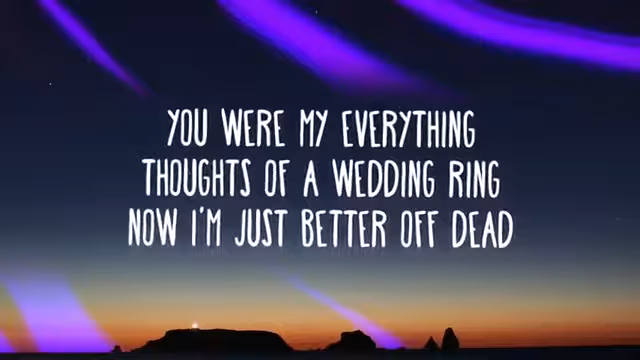 YOU WERE MY EVERYTHING
THOUGHTS OF A WEDDING RING
NOW I'M JUST BETTER OFF DEAD